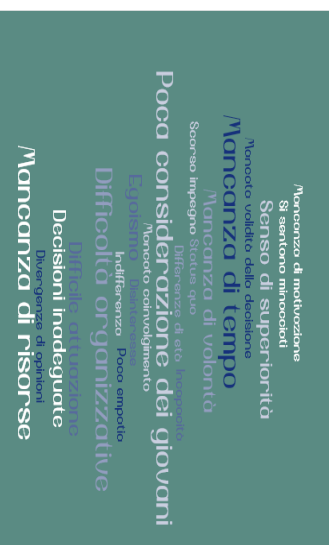 Mancanza di motivazione
Si sentono minacciati
Senso di superiorità
Mancata validità della decisione
Mancanza di tempo
Mancanza di volontà
Scarso impegno Status quo
Differenza di età Incapacità
Poca considerazione dei giovani
Mancato coinvolgimento
Egoismo Disinteresse
Indifferenza Poca empatia
Difficoltà organizzative
Difficile attuazione
Decisioni inadeguate
Divergenze di opinioni
Mancanza di risorse